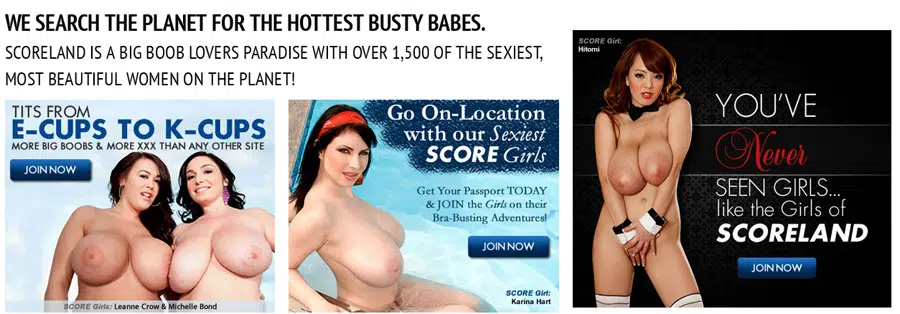 WE SEARCH THE PLANET FOR THE HOTTEST BUSTY BABES.
SCORELAND IS A BIG BOOB LOVERS PARADISE WITH OVER 1,500 OF THE SEXIEST,
MOST BEAUTIFUL WOMEN ON THE PLANET!
TITS FROM
E-CUPS TO K-CUPS
MORE BIG BOOBS & MORE XXX THAN ANY OTHER SITE
JOIN NOW
SCORE Girls: Leanne Crow & Michelle Bond
Go On-Location
with our Sexiest
SCORE Girls
Get Your Passport TODAY
& JOIN the Girls on their
Bra-Busting Adventures!
JOIN NOW
SCORE Girl:
Karina Hart
SCORE Girl:
Hitomi
YOU'VE
Never
SEEN GIRLS...
like the Girls of
SCORELAND
JOIN NOW